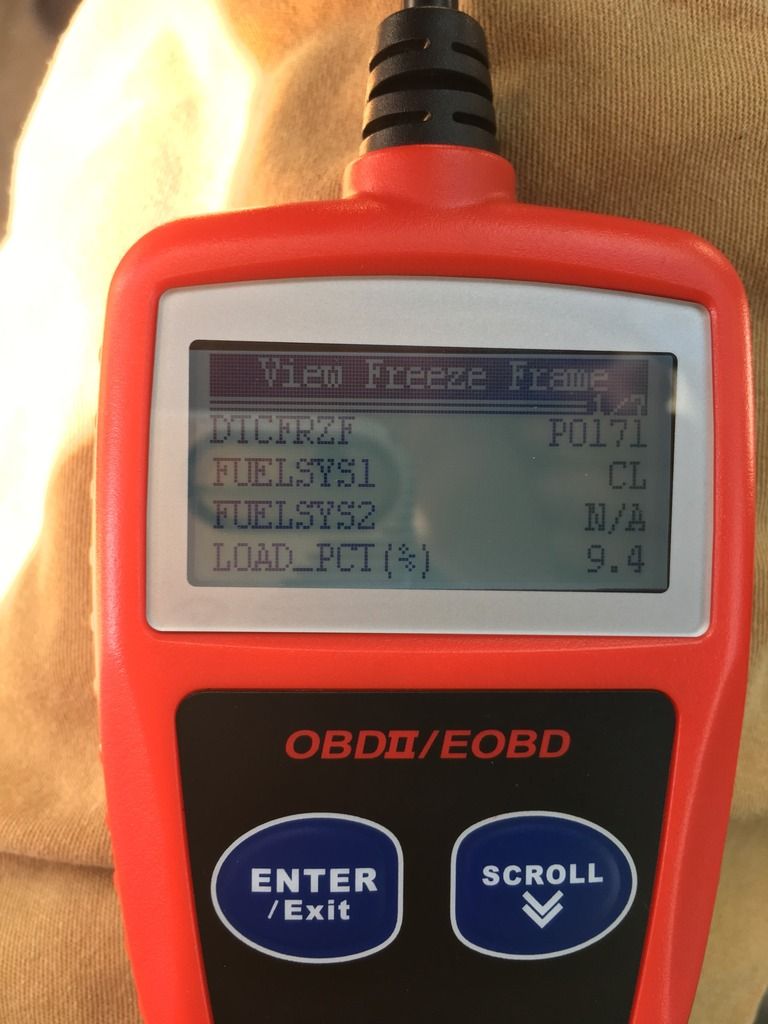 View Freeze Frame
DTCFRZF P0171
FUELSYS1 CL
FUELSYS2 N/A
LOAD_PCT(%) 9.4
OBDII/EOBD
ENTER
/Exit
SCROLL